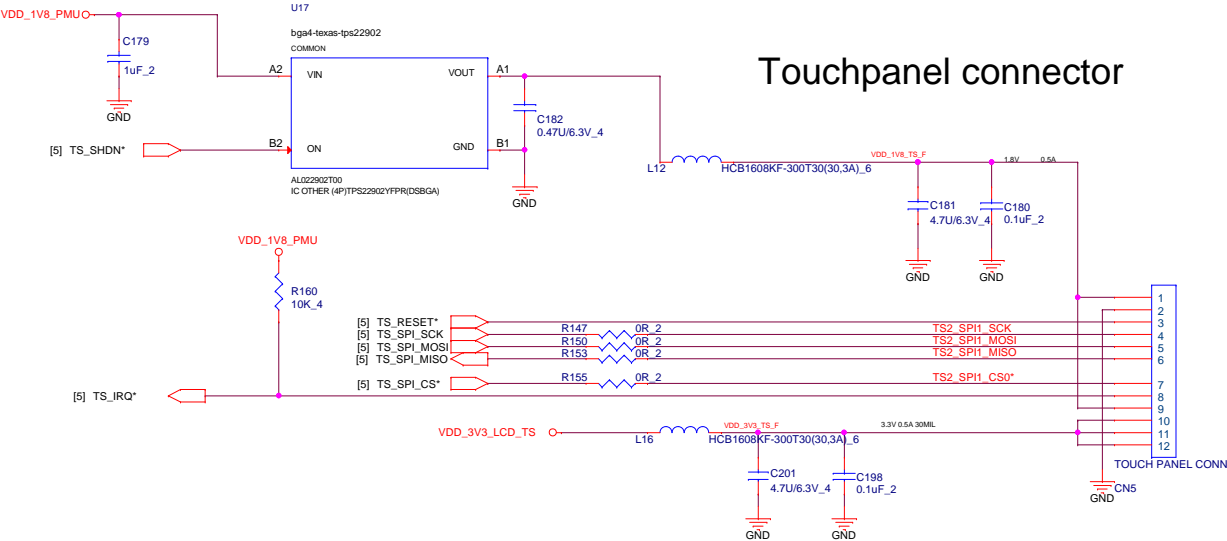 U17
VDD_1V8_PMU
bga4-texas-tps22902
COMMON
C179
1uF_2
GND
A2 VIN VOUT A1
C182
0.47U/6.3V_4
Touchpanel connector
[5] TS_SHDN*
B2 ON GND B1
AL022902T00
IC OTHER (4P)TPS22902YFPR(DSBGA)
GND
L12 HCB1608KF-300T30(30,3A)_6
VDD_1V8_TS_F
1.8V 0.5A
C181
4.7U/6.3V_4
C180
0.1uF_2
GND GND
VDD_1V8_PMU
R160
10K_4
[5] TS_RESET*
[5] TS_SPI_SCK R147 0R_2 TS2_SPI1_SCK
[5] TS_SPI_MOSI R150 0R_2 TS2_SPI1_MOSI
[5] TS_SPI_MISO R153 0R_2 TS2_SPI1_MISO
[5] TS_SPI_CS* R155 0R_2 TS2_SPI1_CS0*
[5] TS_IRQ*
1
2
3
4
5
6
7
8
9
10
11
12
TOUCH PANEL CONN
CN5
GND
VDD_3V3_LCD_TS
L16 HCB1608KF-300T30(30,3A)_6
VDD_3V3_TS_F
3.3V 0.5A 30MIL
C201
4.7U/6.3V_4
C198
0.1uF_2
GND GND